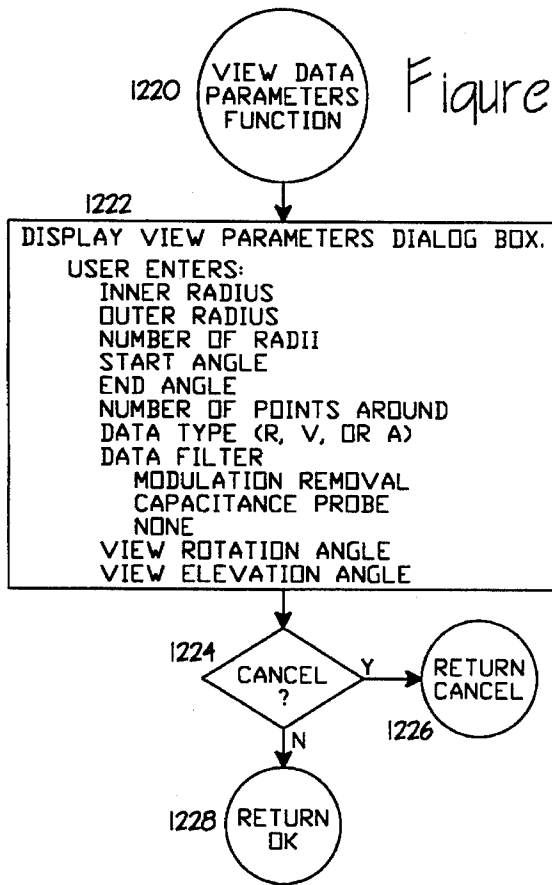 1220
VIEW DATA
PARAMETERS
FUNCTION
Figure
1222
DISPLAY VIEW PARAMETERS DIALOG BOX.
USER ENTERS:
INNER RADIUS
OUTER RADIUS
NUMBER OF RADII
START ANGLE
END ANGLE
NUMBER OF POINTS AROUND
DATA TYPE (R, V, OR A)
DATA FILTER
MODULATION REMOVAL
CAPACITANCE PROBE
NONE
VIEW ROTATION ANGLE
VIEW ELEVATION ANGLE
1224
CANCEL
?
Y
RETURN
CANCEL
1226
N
1228
RETURN
OK